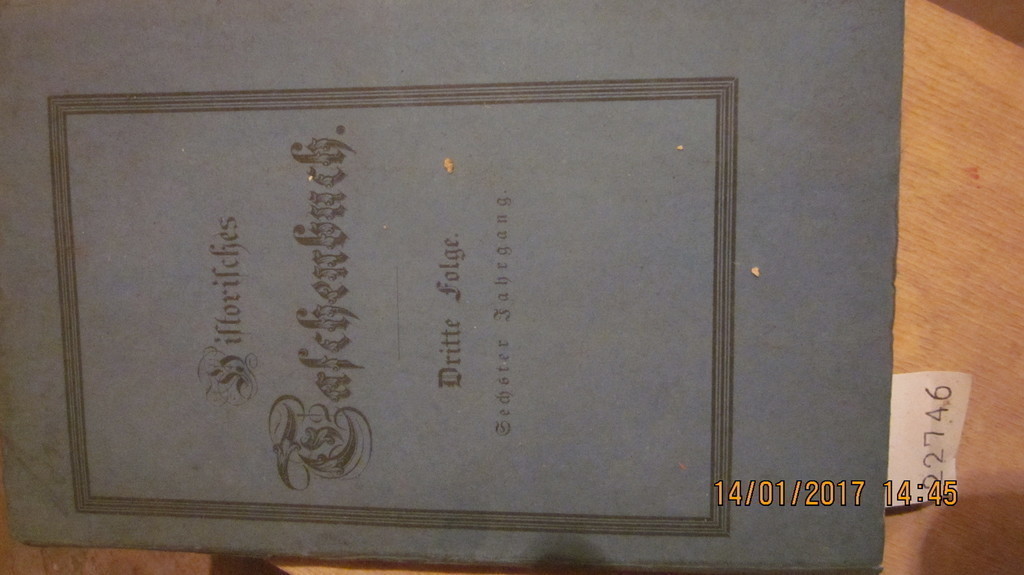 Historisches
Taschenbuch.
Dritte Folge.
Sechster Jahrgang.
22746
14/01/2017 14:45